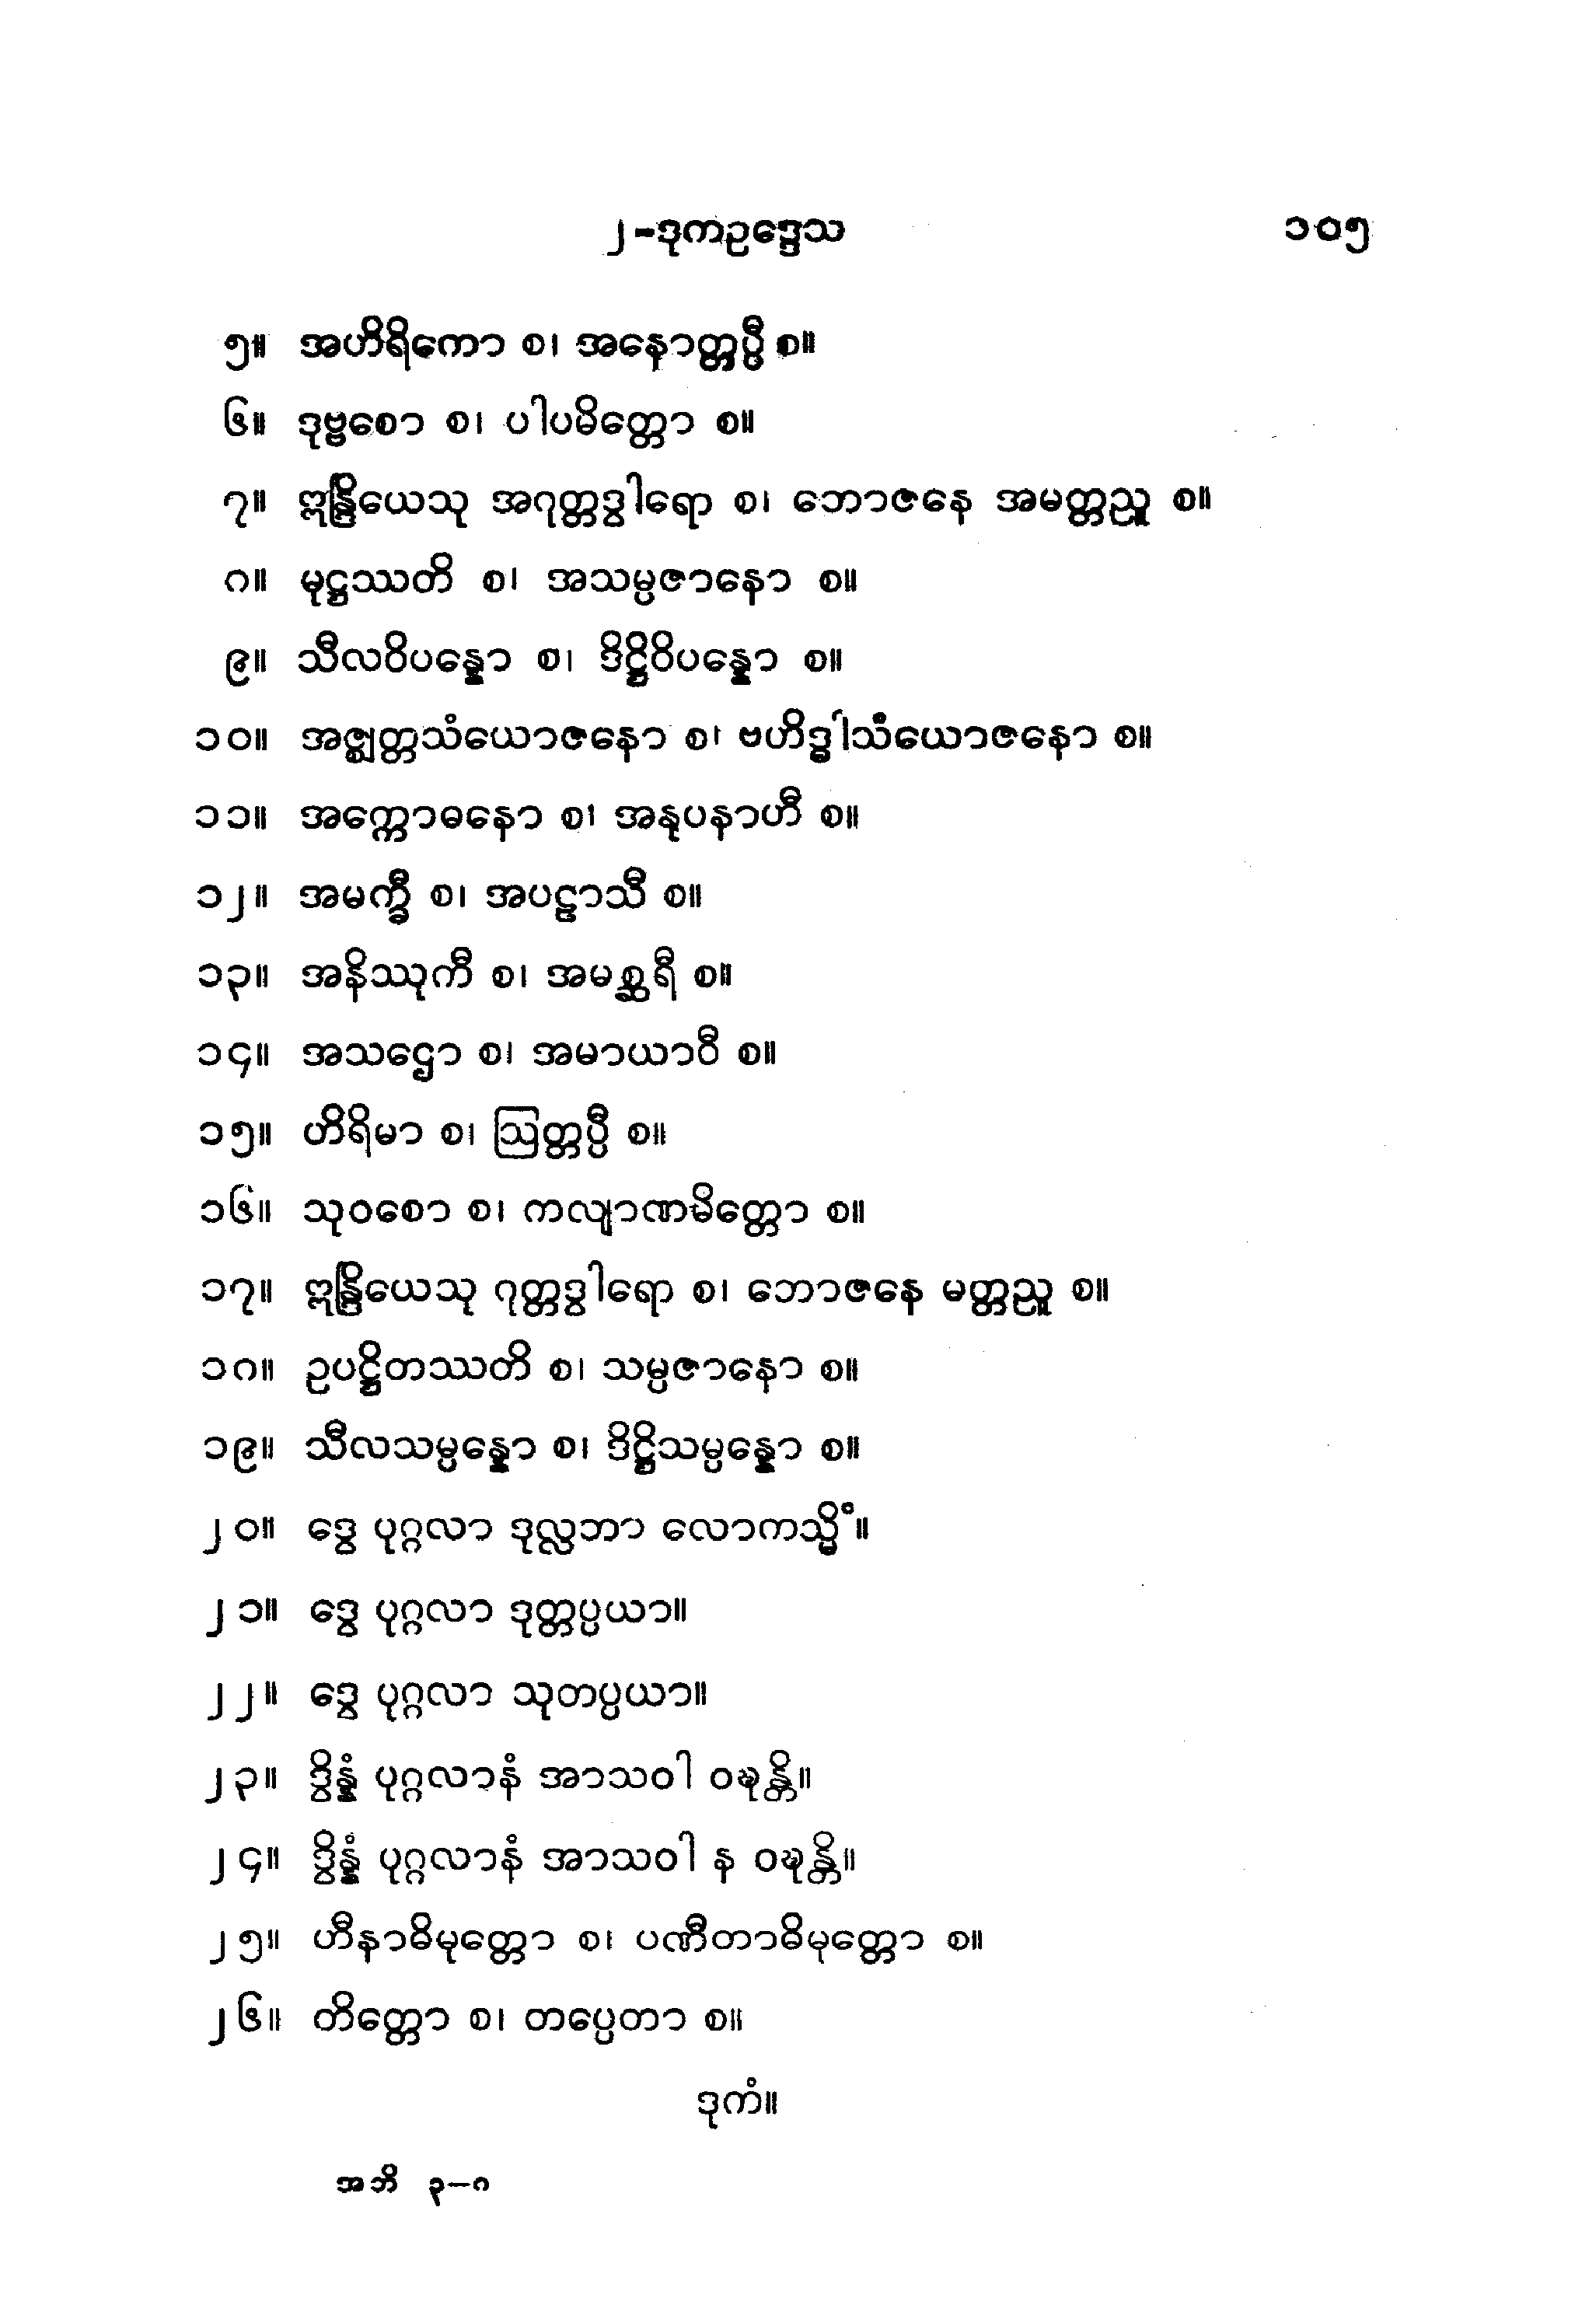 ၂-ဒုကဥဒ္ဒေသ ၁၀၅
၅။ အဟိရိကော စ၊ အနောတ္တပ္ပီ စ။
၆။ ဒုဗ္ဗစော စ၊ ပါပမိတ္တော စ။
၇။ ဣန္ဒြိယေသု အဂုတ္တဒွါရော စ၊ ဘောဇနေ အမတ္တညူ စ။
၈။ မုဋ္ဌဿတိ စ၊ အသမ္ပဇာနော စ။
၉။ သီလဝိပန္နော စ၊ ဒိဋ္ဌိဝိပန္နော စ။
၁၀။ အဇ္ဈတ္တသံယောဇနော စ၊ ဗဟိဒ္ဓါသံယောဇနော စ။
၁၁။ အက္ကောဓနော စ၊ အနုပနာဟီ စ။
၁၂။ အမက္ခီ စ၊ အပဠာသီ စ။
၁၃။ အနိဿုကီ စ၊ အမစ္ဆရီ စ။
၁၄။ အသဌော စ၊ အမာယာဝီ စ။
၁၅။ ဟိရိမာ စ၊ ဩတ္တပ္ပီ စ။
၁၆။ သုဝစော စ၊ ကလျာဏမိတ္တော စ။
၁၇။ ဣန္ဒြိယေသု ဂုတ္တဒွါရော စ၊ ဘောဇနေ မတ္တညူ စ။
၁၈။ ဥပဋ္ဌိတဿတိ စ၊ သမ္ပဇာနော စ။
၁၉။ သီလသမ္ပန္နော စ၊ ဒိဋ္ဌိသမ္ပန္နော စ။
၂၀။ ဒွေ ပုဂ္ဂလာ ဒုလ္လဘာ လောကသ္မိံ။
၂၁။ ဒွေ ပုဂ္ဂလာ ဒုတ္တပ္ပယာ။
၂၂။ ဒွေ ပုဂ္ဂလာ သုတပ္ပယာ။
၂၃။ ဒွိန္နံ ပုဂ္ဂလာနံ အာသဝါ ဝဍ္ဎန္တိ။
၂၄။ ဒွိန္နံ ပုဂ္ဂလာနံ အာသဝါ န ဝဍ္ဎန္တိ။
၂၅။ ဟီနာဓိမုတ္တော စ၊ ပဏီတာဓိမုတ္တော စ။
၂၆။ တိတ္တော စ၊ တပ္ပေတာ စ။
ဒုကံ။
အဘိ ၃–၈